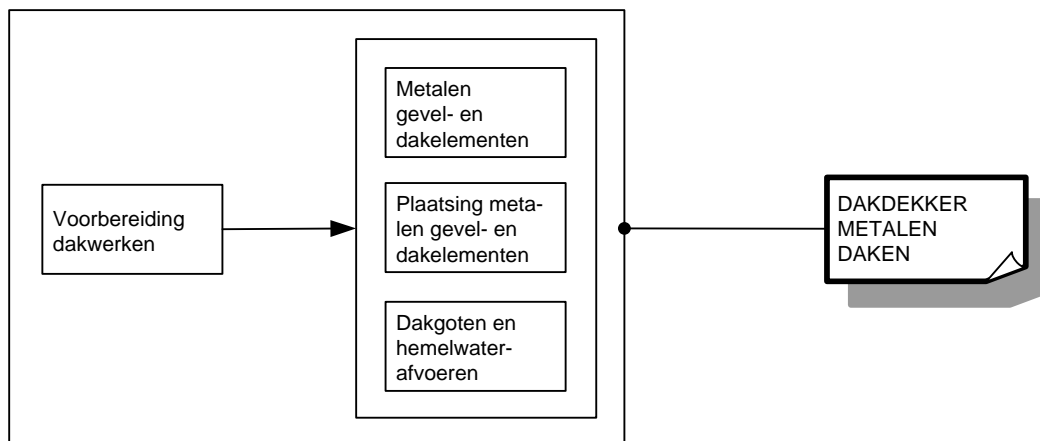 Voorbereiding
dakwerken
Metalen
gevel- en
dakelementen
Plaatsing meta-
len gevel- en
dakelementen
Dakgoten en
hemelwater-
afvoeren
DAKDEKKER
METALEN
DAKEN